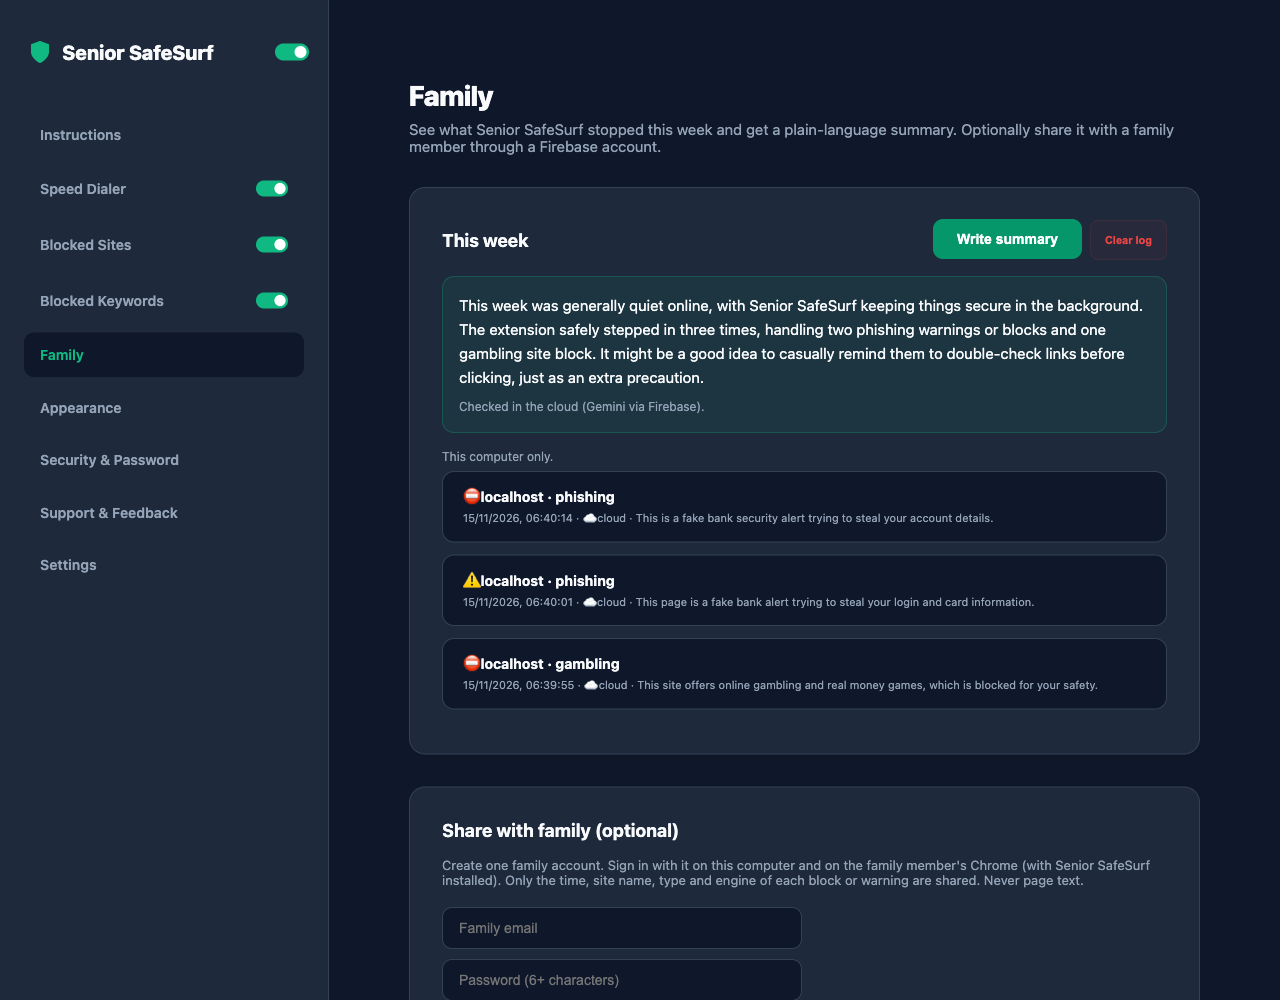 Senior SafeSurf
Instructions
Speed Dialer
Blocked Sites
Blocked Keywords
Family
Appearance
Security & Password
Support & Feedback
Settings
Family
See what Senior SafeSurf stopped this week and get a plain-language summary. Optionally share it with a family
member through a Firebase account.
This week
Write summary
Clear log
This week was generally quiet online, with Senior SafeSurf keeping things secure in the background.
The extension safely stepped in three times, handling two phishing warnings or blocks and one
gambling site block. It might be a good idea to casually remind them to double-check links before
clicking, just as an extra precaution.
Checked in the cloud (Gemini via Firebase).
This computer only.
⛔localhost · phishing
15/11/2026, 06:40:14 · ☁️cloud · This is a fake bank security alert trying to steal your account details.
⚠️localhost · phishing
15/11/2026, 06:40:01 · ☁️cloud · This page is a fake bank alert trying to steal your login and card information.
⛔localhost · gambling
15/11/2026, 06:39:55 · ☁️cloud · This site offers online gambling and real money games, which is blocked for your safety.
Share with family (optional)
Create one family account. Sign in with it on this computer and on the family member's Chrome (with Senior SafeSurf
installed). Only the time, site name, type and engine of each block or warning are shared. Never page text.
Family email
Password (6+ characters)